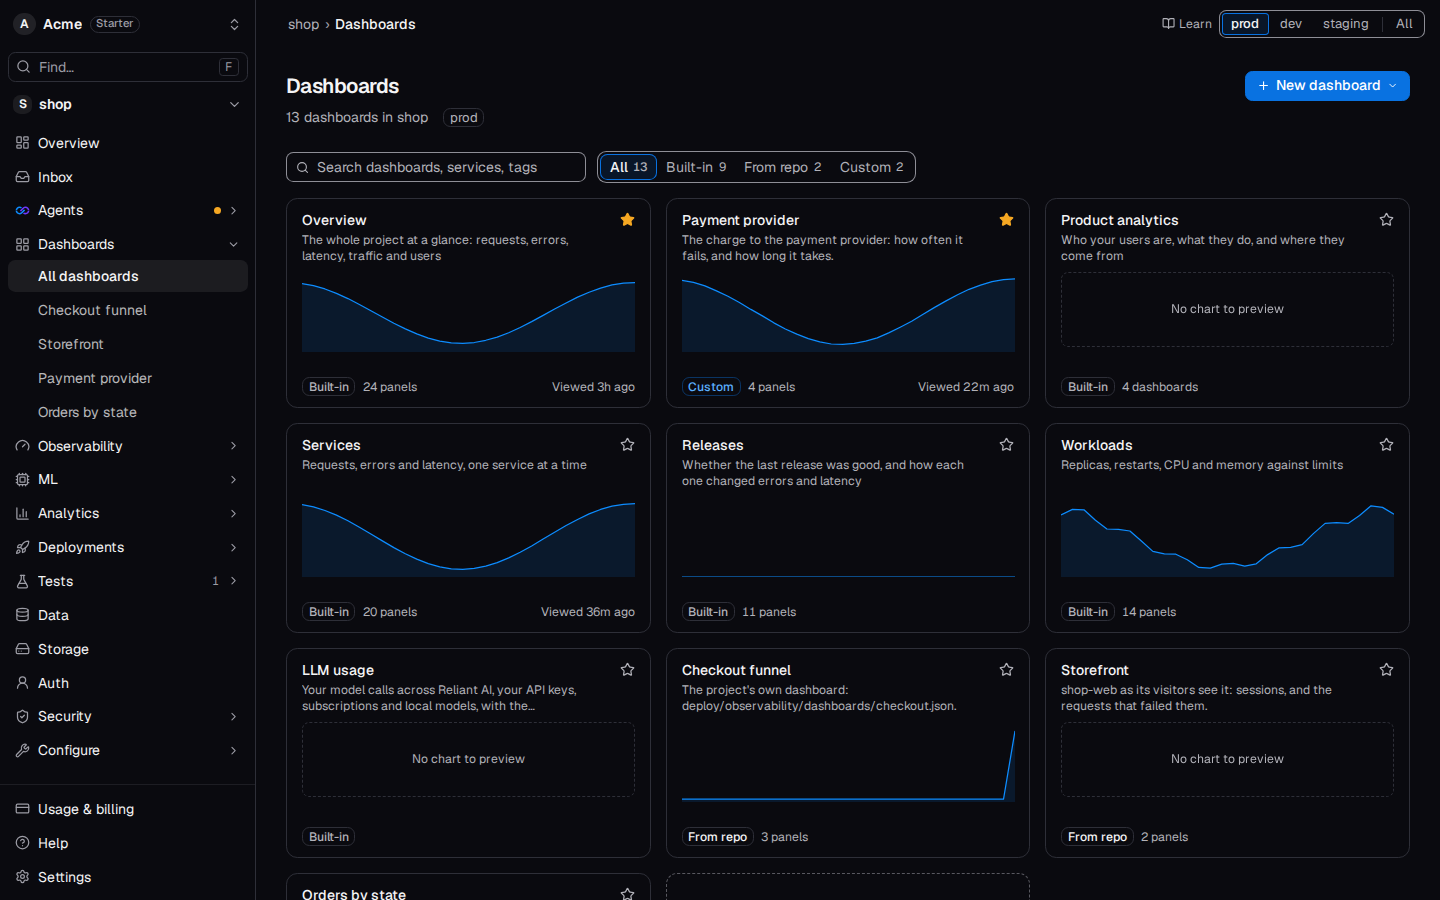 A Acme Starter
Find... F
S shop
Overview
Inbox
Agents
Dashboards
All dashboards
Checkout funnel
Storefront
Payment provider
Orders by state
Observability
ML
Analytics
Deployments
Tests 1
Data
Storage
Auth
Security
Configure
Usage & billing
Help
Settings
shop › Dashboards
Learn prod dev staging All
Dashboards
New dashboard
13 dashboards in shop prod
Search dashboards, services, tags
All 13 Built-in 9 From repo 2 Custom 2
Overview
The whole project at a glance: requests, errors,
latency, traffic and users
Built-in 24 panels Viewed 3h ago
Payment provider
The charge to the payment provider: how often it
fails, and how long it takes.
Custom 4 panels Viewed 22m ago
Product analytics
Who your users are, what they do, and where they
come from
No chart to preview
Built-in 4 dashboards
Services
Requests, errors and latency, one service at a time
Built-in 20 panels Viewed 36m ago
Releases
Whether the last release was good, and how each
one changed errors and latency
Built-in 11 panels
Workloads
Replicas, restarts, CPU and memory against limits
Built-in 14 panels
LLM usage
Your model calls across Reliant AI, your API keys,
subscriptions and local models, with the...
No chart to preview
Built-in
Checkout funnel
The project's own dashboard:
deploy/observability/dashboards/checkout.json.
From repo 3 panels
Storefront
shop-web as its visitors see it: sessions, and the
requests that failed them.
No chart to preview
From repo 2 panels
Orders by state